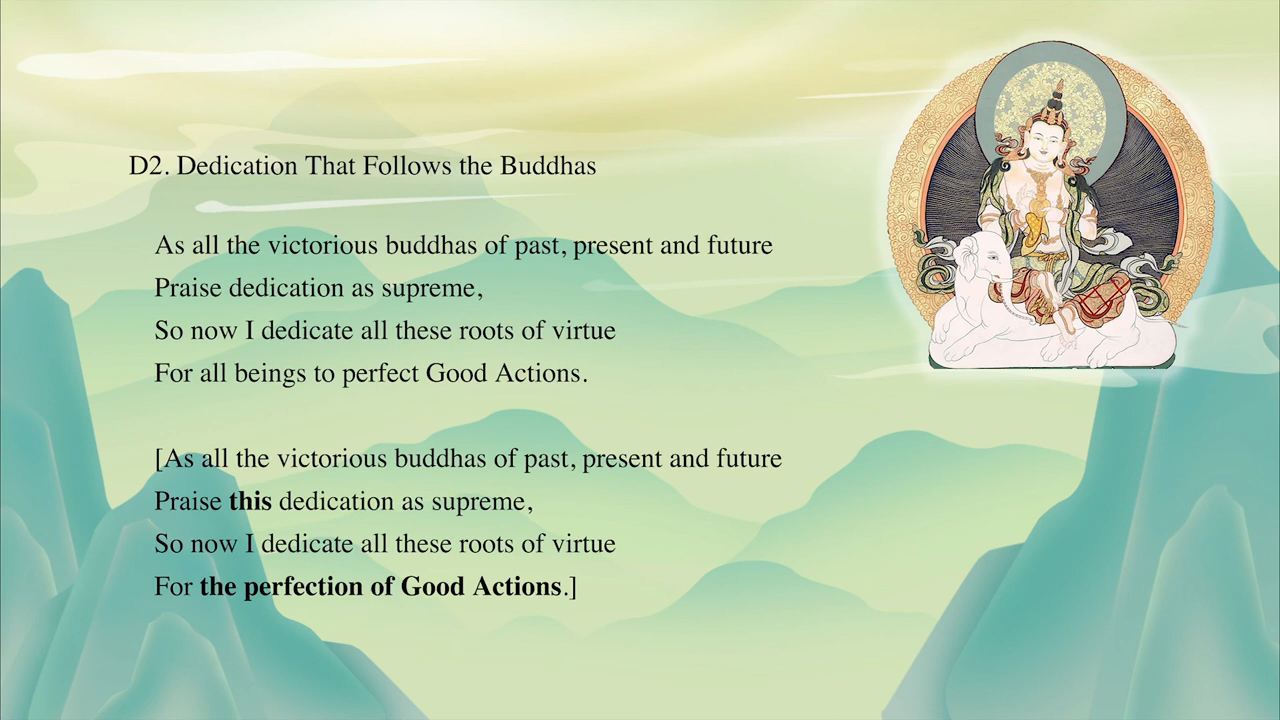 D2. Dedication That Follows the Buddhas
As all the victorious buddhas of past, present and future
Praise dedication as supreme,
So now I dedicate all these roots of virtue
For all beings to perfect Good Actions.
[As all the victorious buddhas of past, present and future
Praise this dedication as supreme,
So now I dedicate all these roots of virtue
For the perfection of Good Actions.]